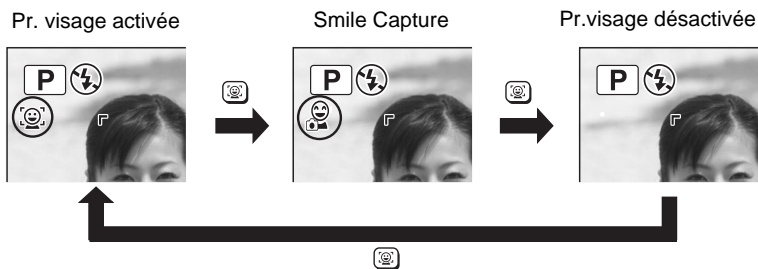 Pr. visage activée
Smile Capture
Pr.visage désactivée
P
P
P